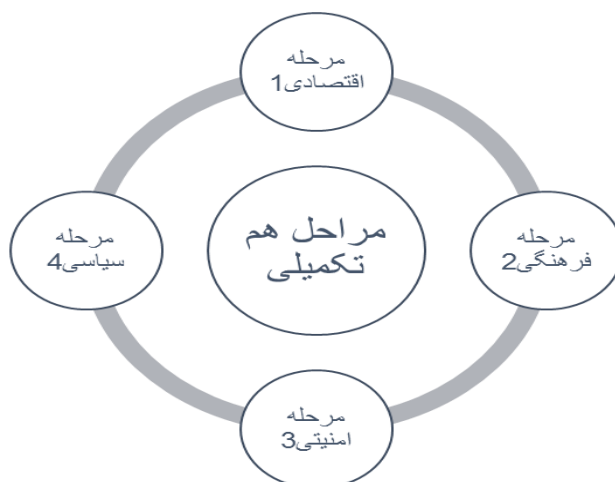 مرحله
اقتصادی1
مرحله
فرهنگی2
مرحله
امنیتی3
مرحله
سیاسی4
مراحل هم
تکمیلی